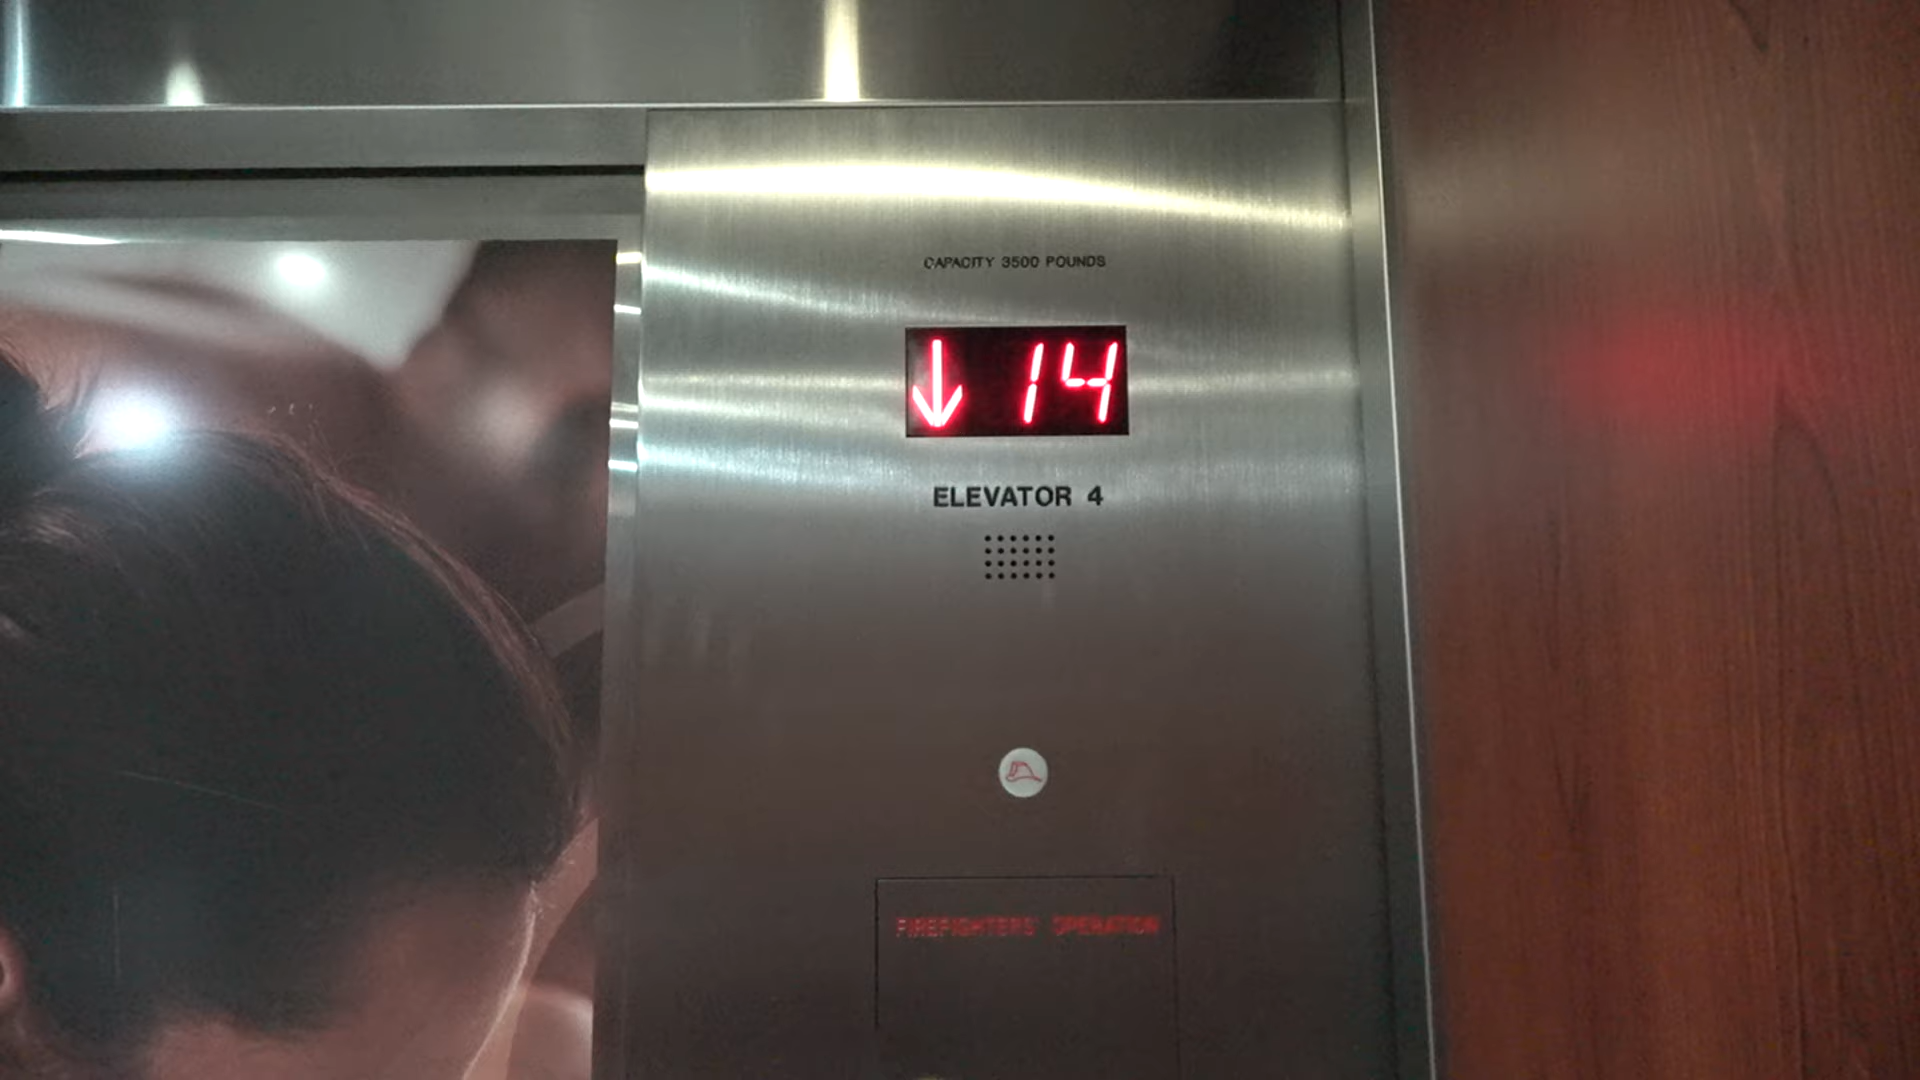 CAPACITY 3500 POUNDS
↓ 14
ELEVATOR 4
FIREFIGHTERS' OPERATION